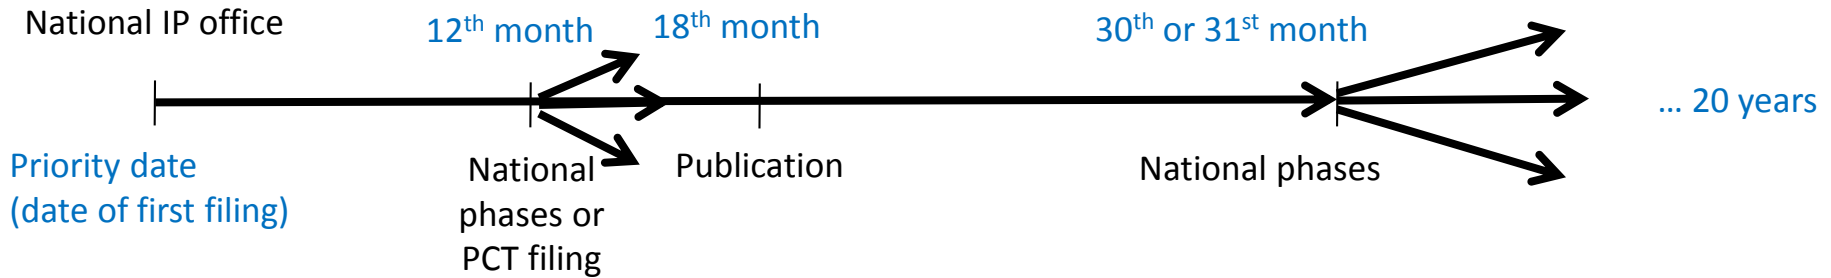 National IP office
12th month
18th month
30th or 31st month
... 20 years
Priority date
(date of first filing)
National
phases or
PCT filing
Publication
National phases